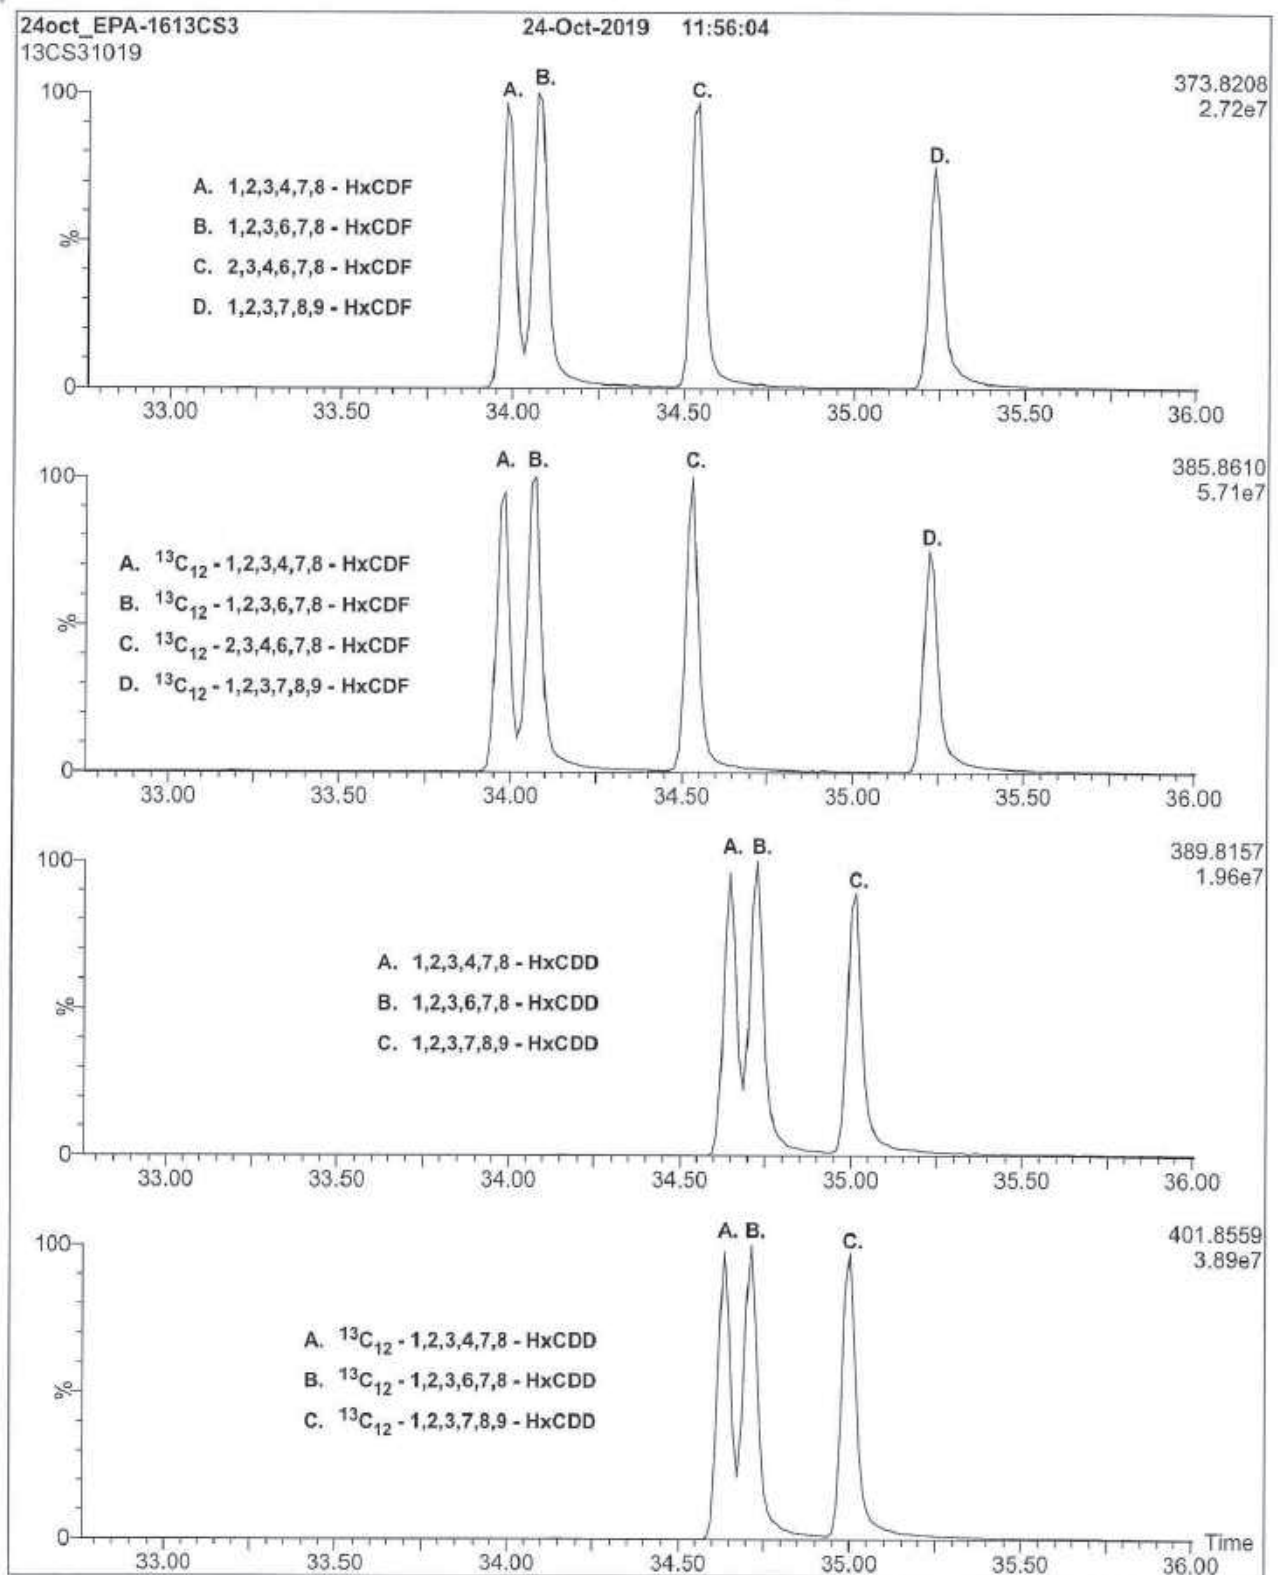 24oct_EPA-1613CS3 24-Oct-2019 11:56:04
13CS31019
373.8208
2.72e7
100
%
0
A. B. C. D.
A. 1,2,3,4,7,8 - HxCDF
B. 1,2,3,6,7,8 - HxCDF
C. 2,3,4,6,7,8 - HxCDF
D. 1,2,3,7,8,9 - HxCDF
33.00 33.50 34.00 34.50 35.00 35.50 36.00
385.8610
5.71e7
100
%
0
A. B. C. D.
A. ¹³C₁₂ - 1,2,3,4,7,8 - HxCDF
B. ¹³C₁₂ - 1,2,3,6,7,8 - HxCDF
C. ¹³C₁₂ - 2,3,4,6,7,8 - HxCDF
D. ¹³C₁₂ - 1,2,3,7,8,9 - HxCDF
33.00 33.50 34.00 34.50 35.00 35.50 36.00
389.8157
1.96e7
100
%
0
A. B. C.
A. 1,2,3,4,7,8 - HxCDD
B. 1,2,3,6,7,8 - HxCDD
C. 1,2,3,7,8,9 - HxCDD
33.00 33.50 34.00 34.50 35.00 35.50 36.00
401.8559
3.89e7
100
%
0
A. B. C.
A. ¹³C₁₂ - 1,2,3,4,7,8 - HxCDD
B. ¹³C₁₂ - 1,2,3,6,7,8 - HxCDD
C. ¹³C₁₂ - 1,2,3,7,8,9 - HxCDD
Time
33.00 33.50 34.00 34.50 35.00 35.50 36.00